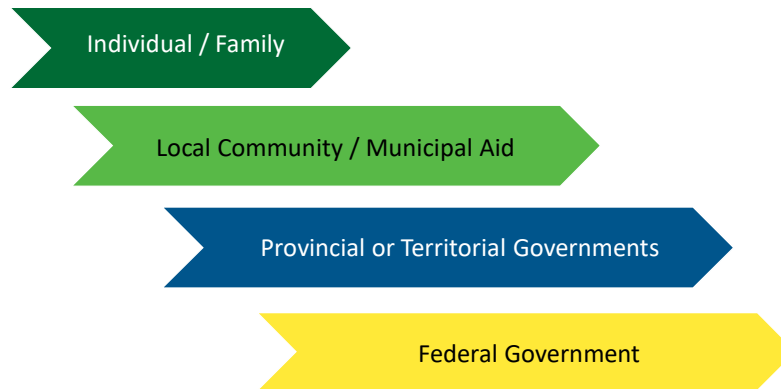 Individual / Family
Local Community / Municipal Aid
Provincial or Territorial Governments
Federal Government